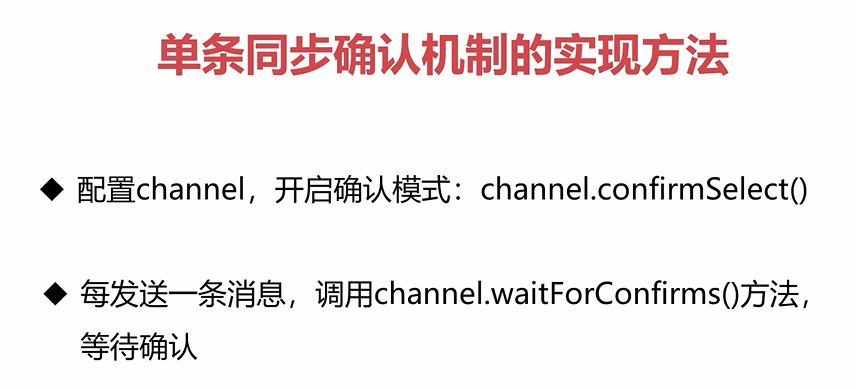 单条同步确认机制的实现方法
◆ 配置channel，开启确认模式：channel.confirmSelect()
◆ 每发送一条消息，调用channel.waitForConfirms()方法，
等待确认